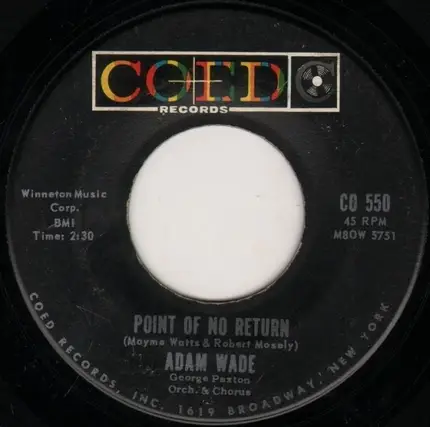 COED
RECORDS
Winneton Music
Corp.
BMI
Time: 2:30
CO 550
45 RPM
M8OW 5751
POINT OF NO RETURN
(Mayme Watts & Robert Mosely)
ADAM WADE
George Paxton
Orch. & Chorus
COED RECORDS, INC. 1619 BROADWAY, NEW YORK